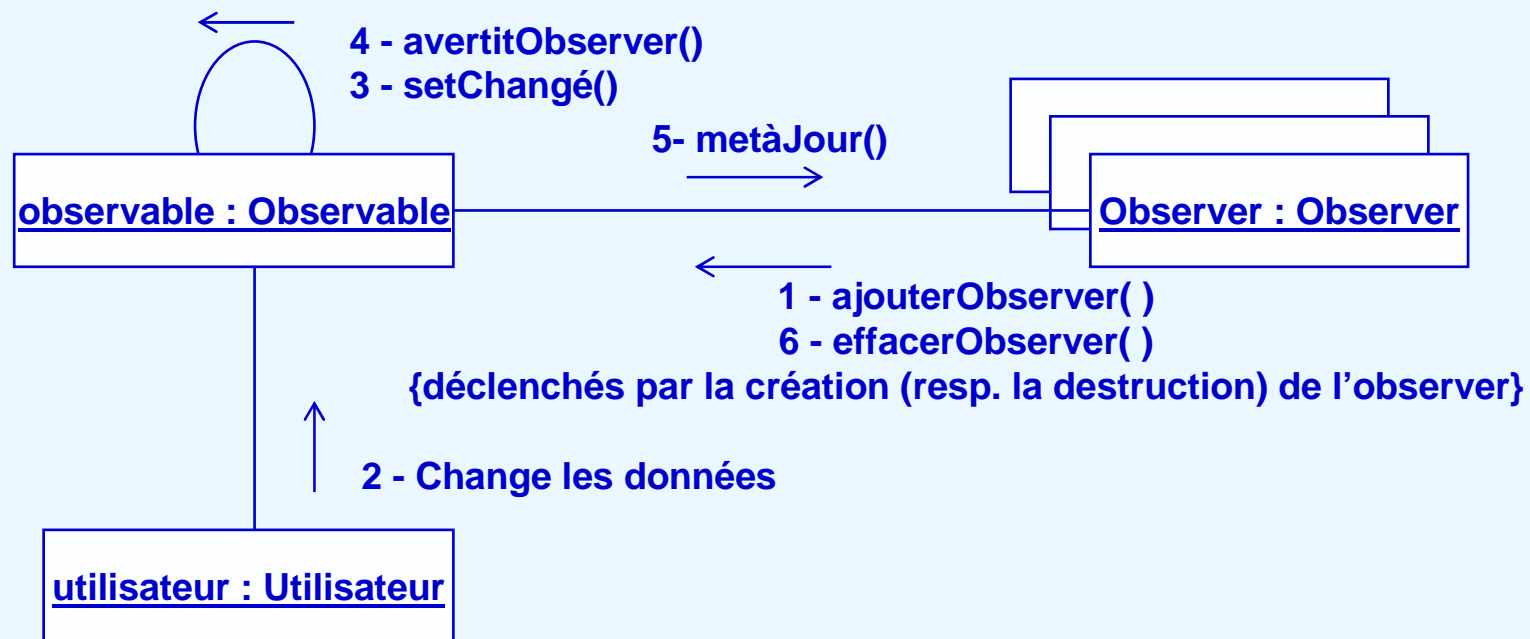 4 - avertitObserver()
3 - setChangé()
5- metàJour()
observable : Observable
Observer : Observer
1 - ajouterObserver( )
6 - effacerObserver( )
{déclenchés par la création (resp. la destruction) de l’observer}
2 - Change les données
utilisateur : Utilisateur